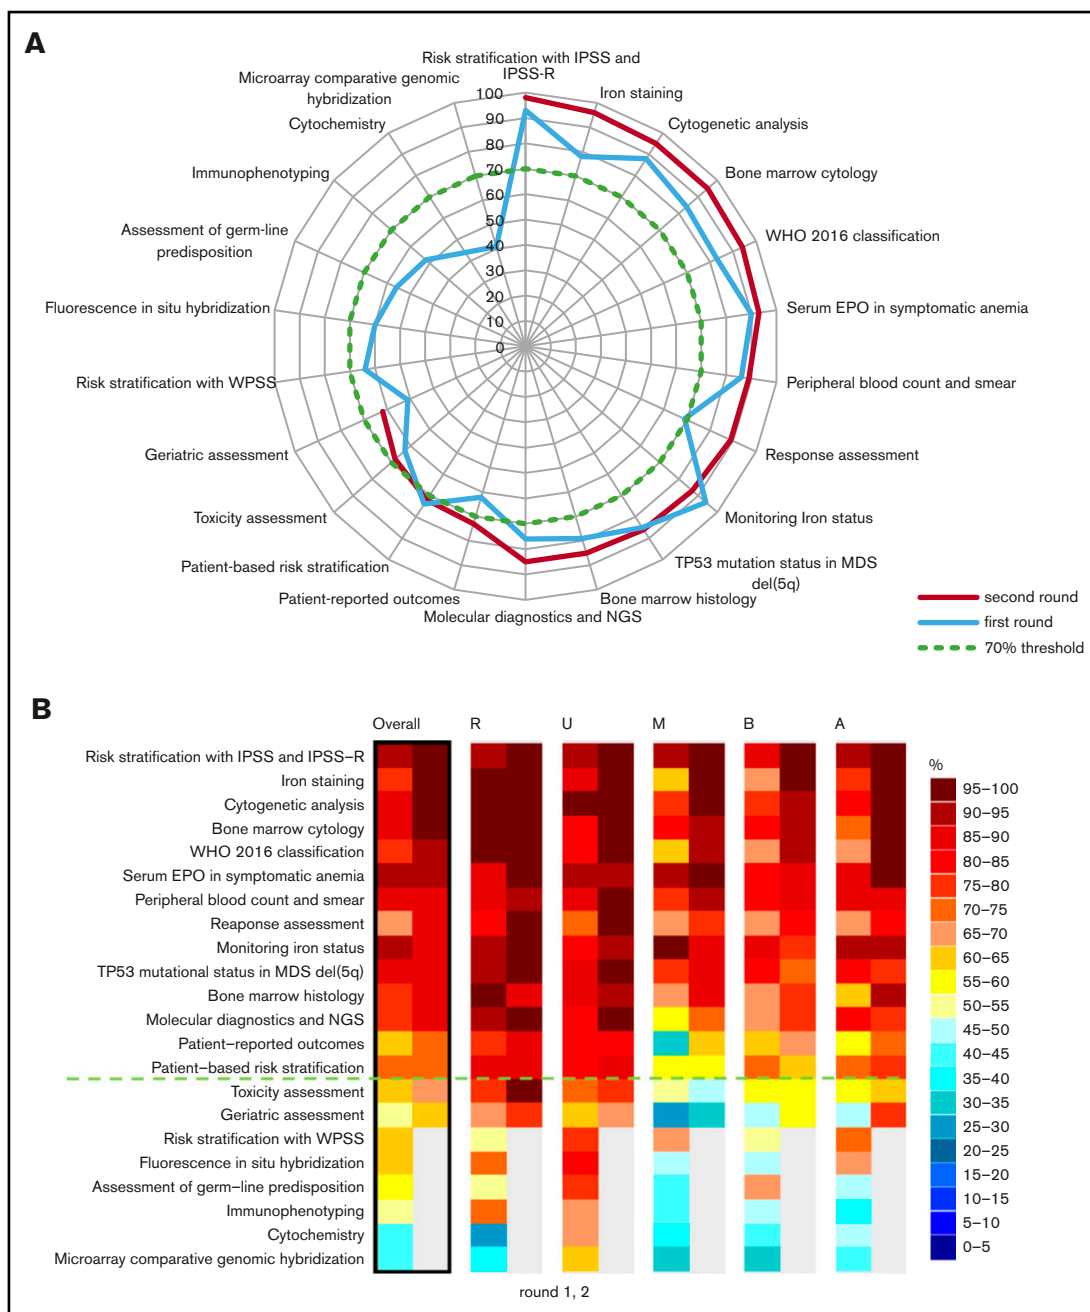 A
Risk stratification with IPSS and
IPSS-R
Microarray comparative genomic
hybridization
Iron staining
Cytochemistry
Cytogenetic analysis
Immunophenotyping
Bone marrow cytology
Assessment of germ-line
predisposition
WHO 2016 classification
Fluorescence in situ hybridization
Serum EPO in symptomatic anemia
Risk stratification with WPSS
Peripheral blood count and smear
Geriatric assessment
Response assessment
Toxicity assessment
Monitoring Iron status
Patient-based risk stratification
TP53 mutation status in MDS
del(5q)
Patient-reported outcomes
Bone marrow histology
Molecular diagnostics and NGS
100
90
80
70
60
50
40
30
20
10
0
second round
first round
70% threshold
B
Overall R U M B A
Risk stratification with IPSS and IPSS–R
Iron staining
Cytogenetic analysis
Bone marrow cytology
WHO 2016 classification
Serum EPO in symptomatic anemia
Peripheral blood count and smear
Response assessment
Monitoring iron status
TP53 mutational status in MDS del(5q)
Bone marrow histology
Molecular diagnostics and NGS
Patient–reported outcomes
Patient–based risk stratification
Toxicity assessment
Geriatric assessment
Risk stratification with WPSS
Fluorescence in situ hybridization
Assessment of germ–line predisposition
Immunophenotyping
Cytochemistry
Microarray comparative genomic hybridization
round 1, 2
%
95–100
90–95
85–90
80–85
75–80
70–75
65–70
60–65
55–60
50–55
45–50
40–45
35–40
30–35
25–30
20–25
15–20
10–15
5–10
0–5